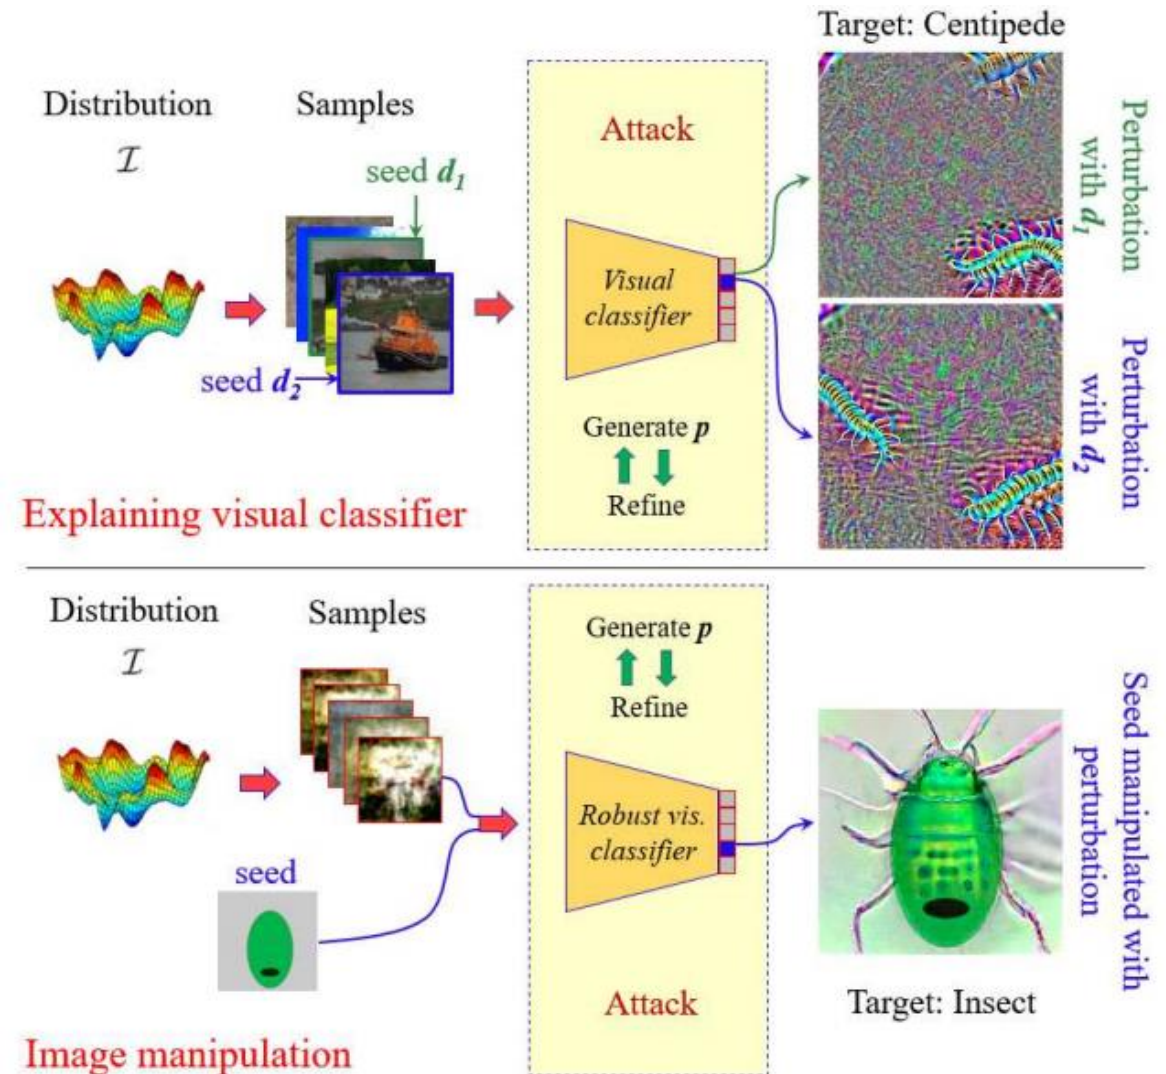 Target: Centipede
Distribution
Samples
ℐ
Attack
seed d₁
Perturbation
with d₁
Visual
classifier
seed d₂
Perturbation
with d₂
Generate p
Refine
Explaining visual classifier
Distribution
Samples
ℐ
Generate p
Refine
Seed manipulated with
perturbation
Robust vis.
classifier
seed
Attack
Target: Insect
Image manipulation